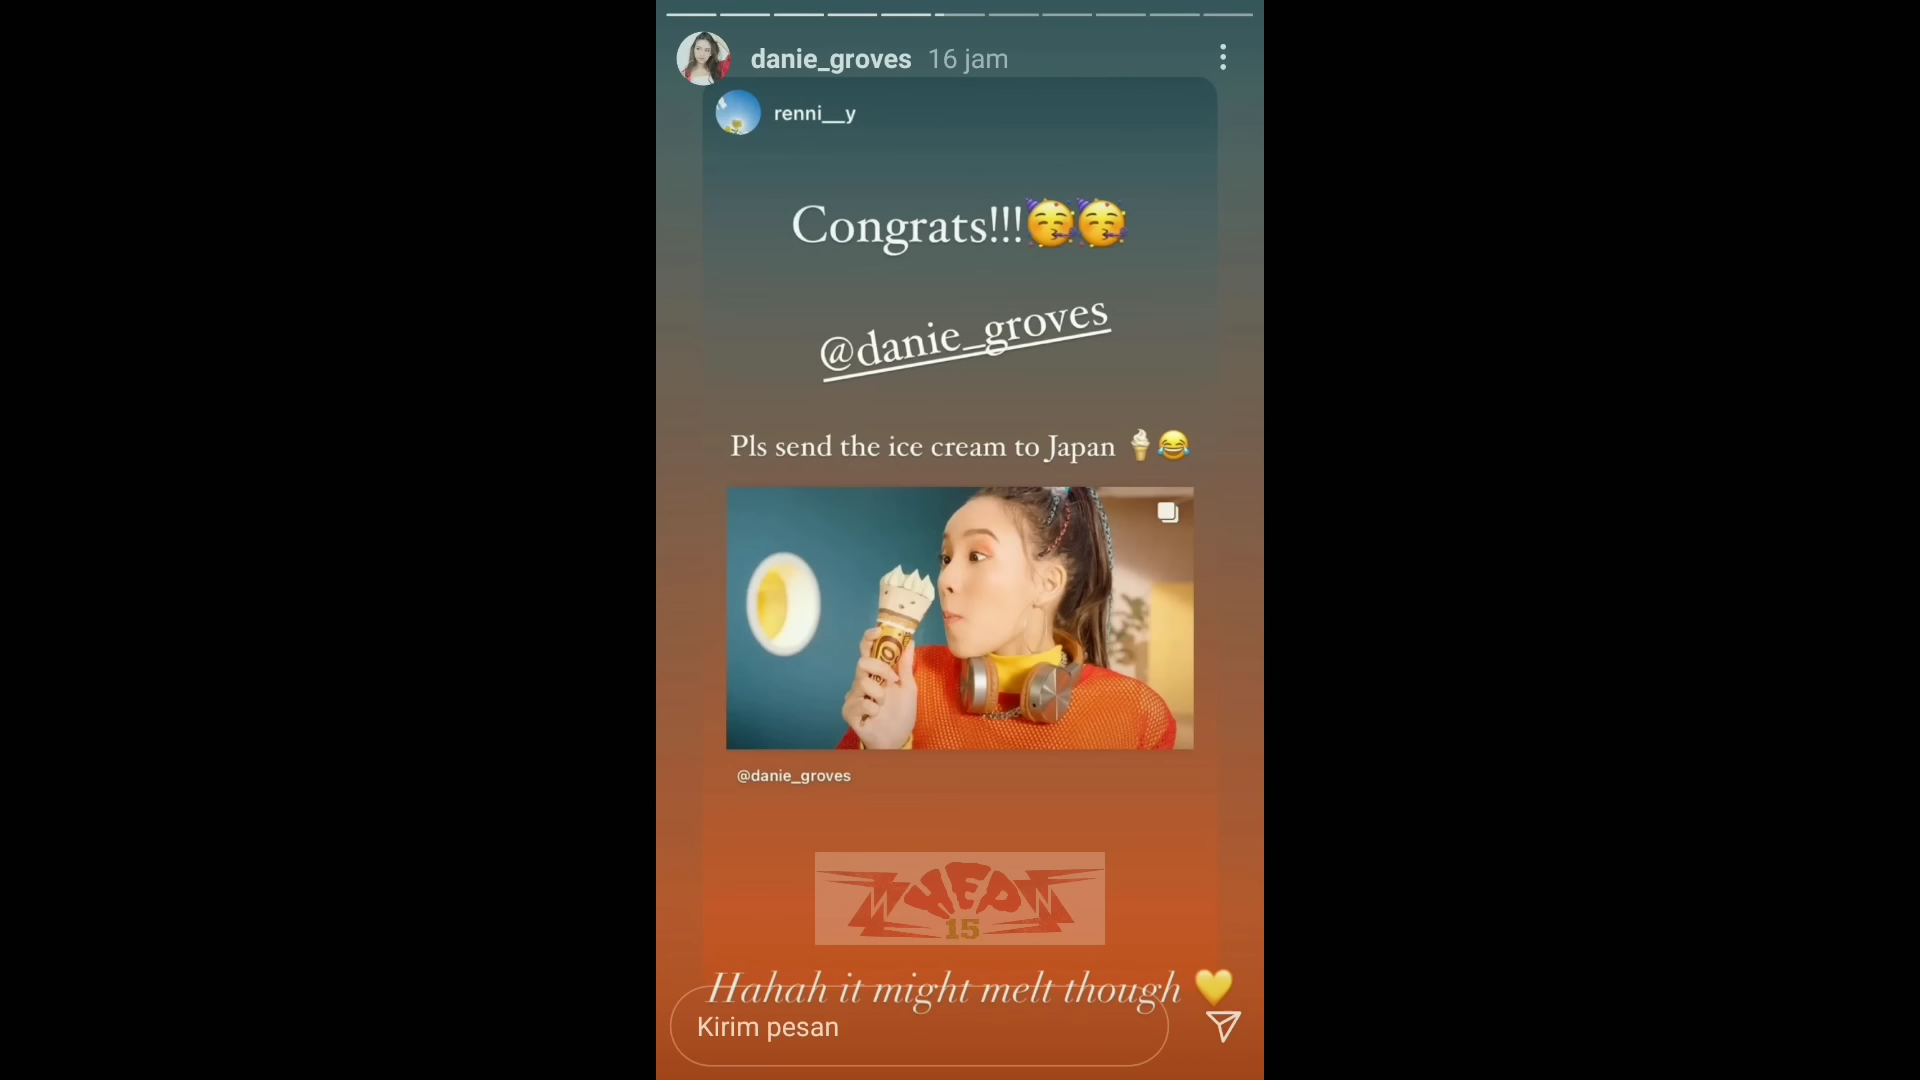 danie_groves 16 jam
renni__y
Congrats!!!🥳🥳
@danie_groves
Pls send the ice cream to Japan 🍦😂
@danie_groves
15
Hahah it might melt though 💛
Kirim pesan